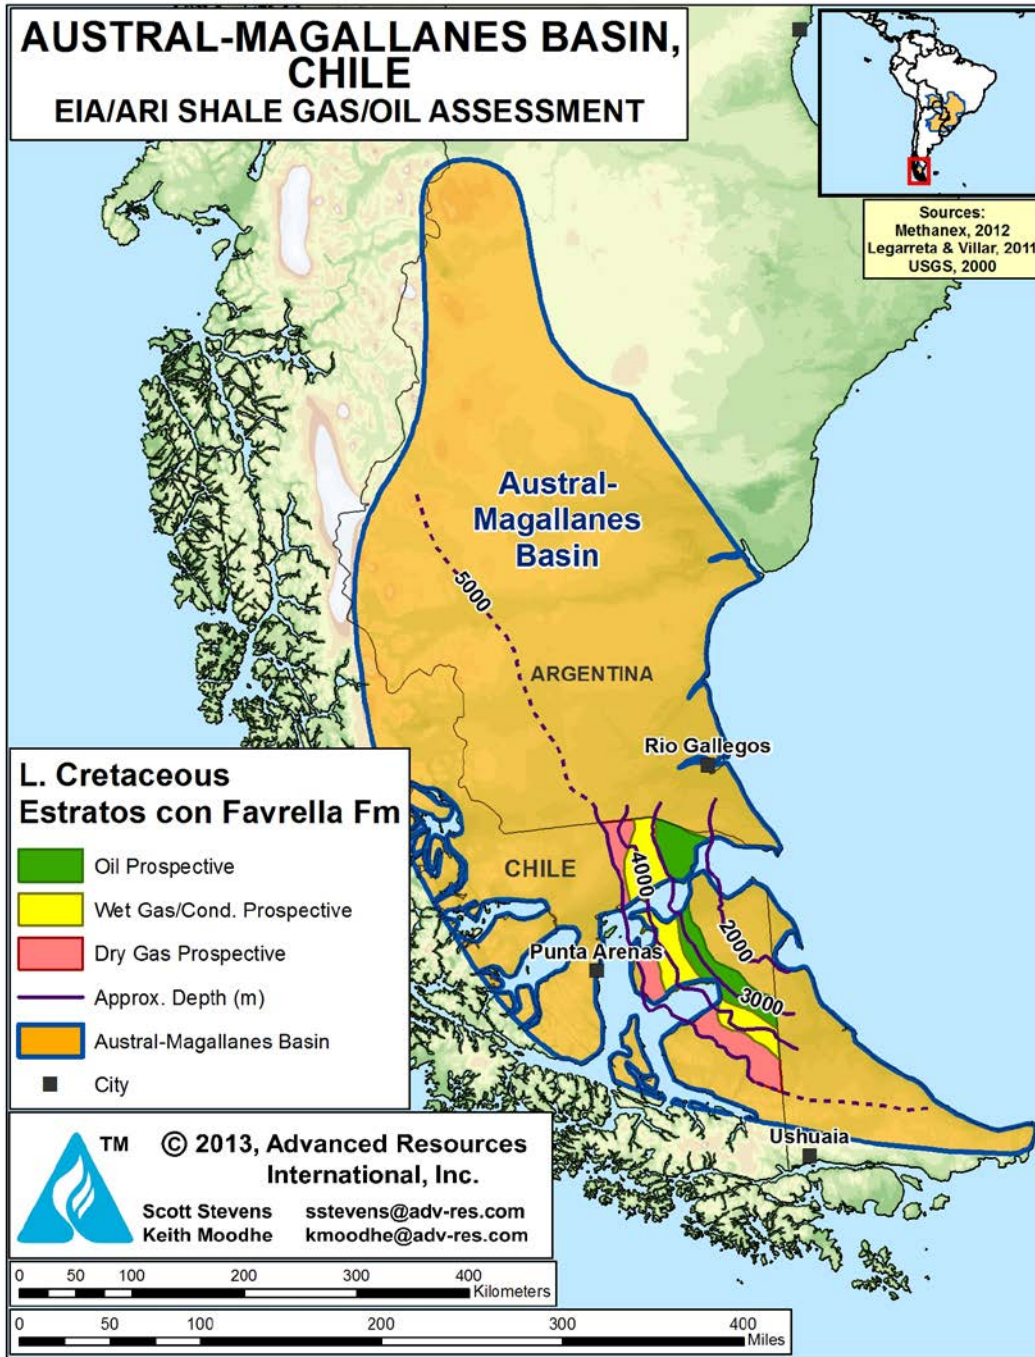 AUSTRAL-MAGALLANES BASIN,
CHILE
EIA/ARI SHALE GAS/OIL ASSESSMENT
Sources:
Methanex, 2012
Legarreta & Villar, 2011
USGS, 2000
Austral-
Magallanes
Basin
5000
ARGENTINA
Rio Gallegos
CHILE
4000
Punta Arenas
2000
3000
Ushuaia
L. Cretaceous
Estratos con Favrella Fm
Oil Prospective
Wet Gas/Cond. Prospective
Dry Gas Prospective
Approx. Depth (m)
Austral-Magallanes Basin
City
TM
© 2013, Advanced Resources
International, Inc.
Scott Stevens sstevens@adv-res.com
Keith Moodhe kmoodhe@adv-res.com
0 50 100 200 300 400
Kilometers
0 50 100 200 300 400
Miles